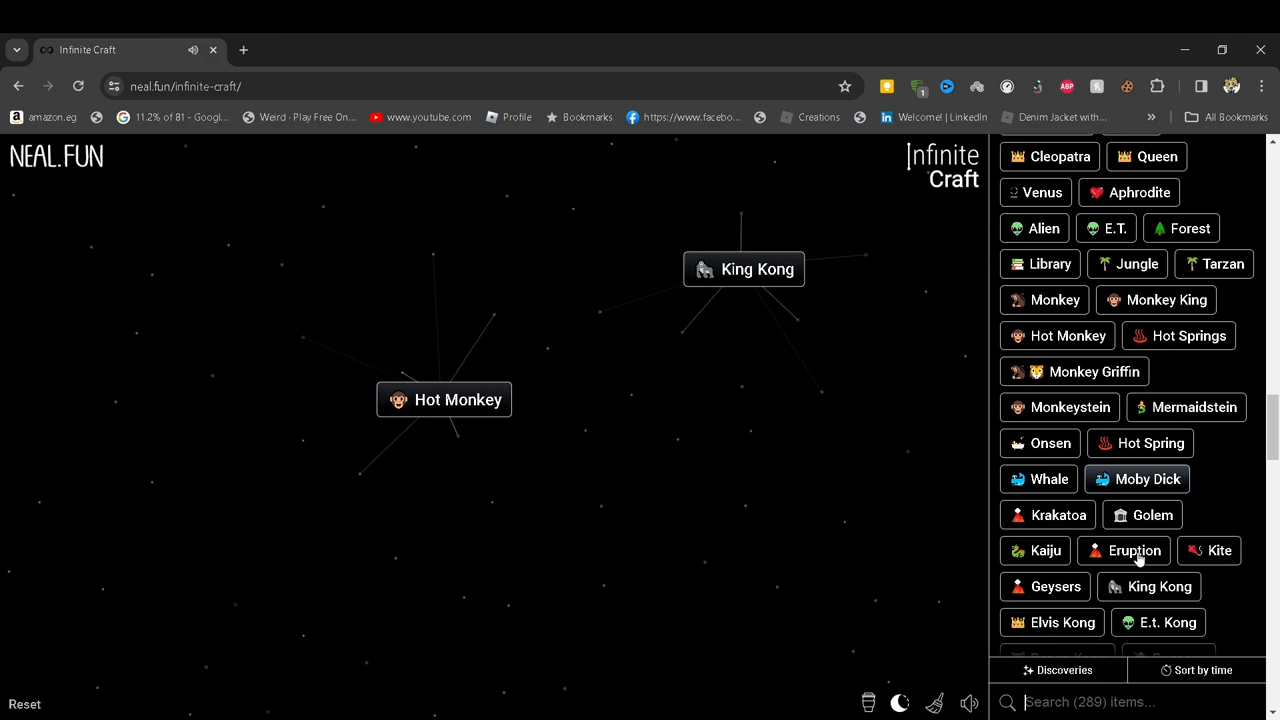 Infinite Craft
neal.fun/infinite-craft/
1
ABP
amazon.eg
11.2% of 81 - Googl...
Weird · Play Free On...
www.youtube.com
Profile
Bookmarks
https://www.facebo...
Creations
Welcome! | LinkedIn
Denim Jacket with...
»
All Bookmarks
NEAL.FUN
Infinite
Craft
King Kong
Hot Monkey
Cleopatra Queen
Venus Aphrodite
Alien E.T. Forest
Library Jungle Tarzan
Monkey Monkey King
Hot Monkey Hot Springs
Monkey Griffin
Monkeystein Mermaidstein
Onsen Hot Spring
Whale Moby Dick
Krakatoa Golem
Kaiju Eruption Kite
Geysers King Kong
Elvis Kong E.t. Kong
Discoveries Sort by time
Search (289) items...
Reset